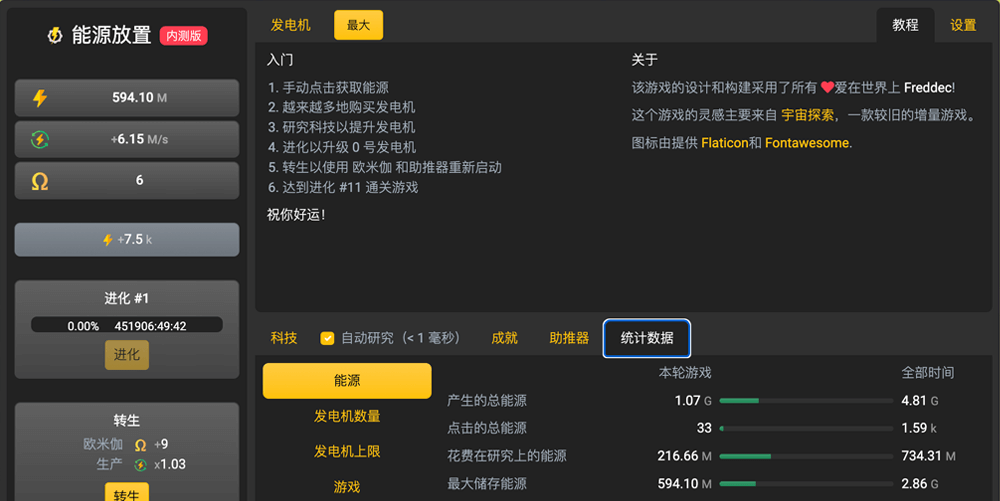 能源放置 内测版
594.10 M
+6.15 M/s
6
+7.5 k
进化 #1
0.00% 451906:49:42
进化
转生
欧米伽 +9
生产 x1.03
转生
发电机 最大
入门
1. 手动点击获取能源
2. 越来越多地购买发电机
3. 研究科技以提升发电机
4. 进化以升级 0 号发电机
5. 转生以使用 欧米伽 和助推器重新启动
6. 达到进化 #11 通关游戏
祝你好运!
教程 设置
关于
该游戏的设计和构建采用了所有 ❤爱在世界上 Freddec!
这个游戏的灵感主要来自 宇宙探索，一款较旧的增量游戏。
图标由提供 Flaticon和 Fontawesome.
科技 自动研究（< 1 毫秒） 成就 助推器 统计数据
能源
发电机数量
发电机上限
游戏
本轮游戏 全部时间
产生的总能源 1.07 G 4.81 G
点击的总能源 33 1.59 k
花费在研究上的能源 216.66 M 734.31 M
最大储存能源 594.10 M 2.86 G